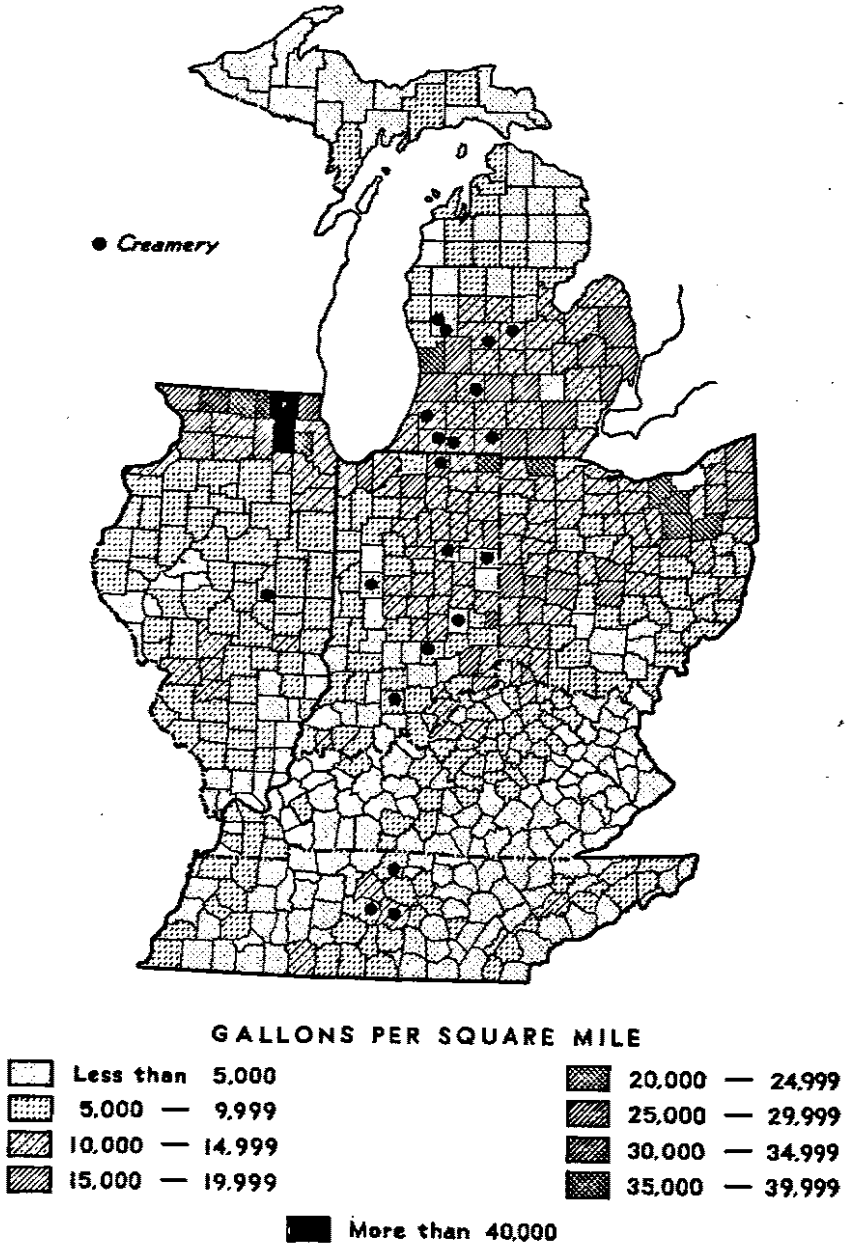 Creamery
GALLONS PER SQUARE MILE
Less than 5,000
5,000 — 9,999
10,000 — 14,999
15,000 — 19,999
20,000 — 24,999
25,000 — 29,999
30,000 — 34,999
35,000 — 39,999
More than 40,000